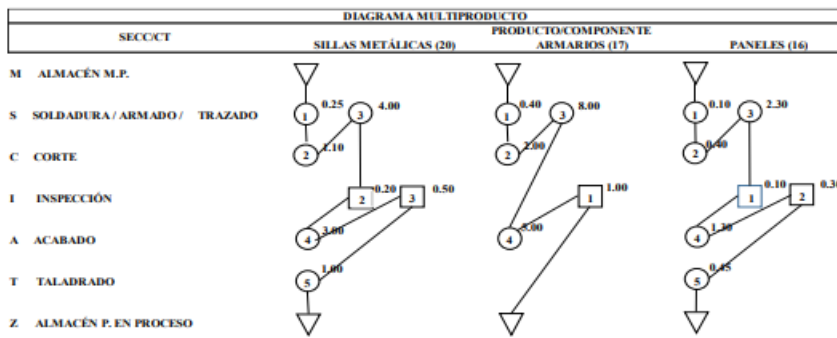 DIAGRAMA MULTIPRODUCTO
SECC/CT
PRODUCTO/COMPONENTE
SILLAS METÁLICAS (20) ARMARIOS (17) PANELES (16)
M ALMACÉN M.P.
S SOLDADURA / ARMADO / TRAZADO 1 0.25 3 4.00 1 0.40 3 8.00 1 0.10 3 2.30
C CORTE 2 1.10 2 2.00 2 0.40
I INSPECCIÓN 2 0.20 3 0.50 1 1.00 1 0.10 2 0.30
A ACABADO 4 3.00 4 5.00 4 1.20
T TALADRADO 5 1.00 5 0.45
Z ALMACÉN P. EN PROCESO